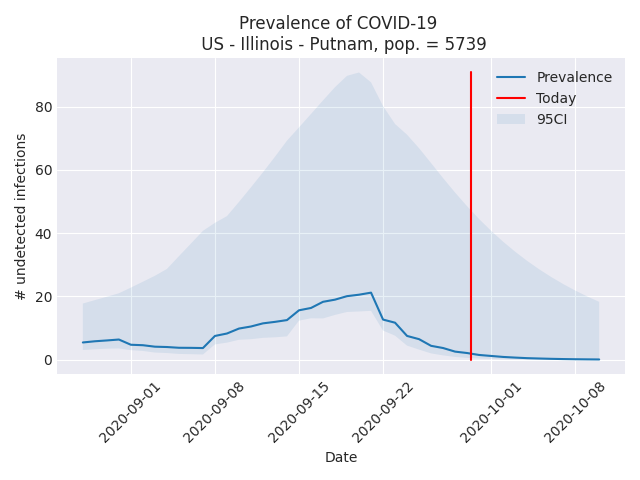 Prevalence of COVID-19
US - Illinois - Putnam, pop. = 5739
Prevalence
Today
95CI
80
60
40
20
0
# undetected infections
2020-09-01
2020-09-08
2020-09-15
2020-09-22
2020-10-01
2020-10-08
Date